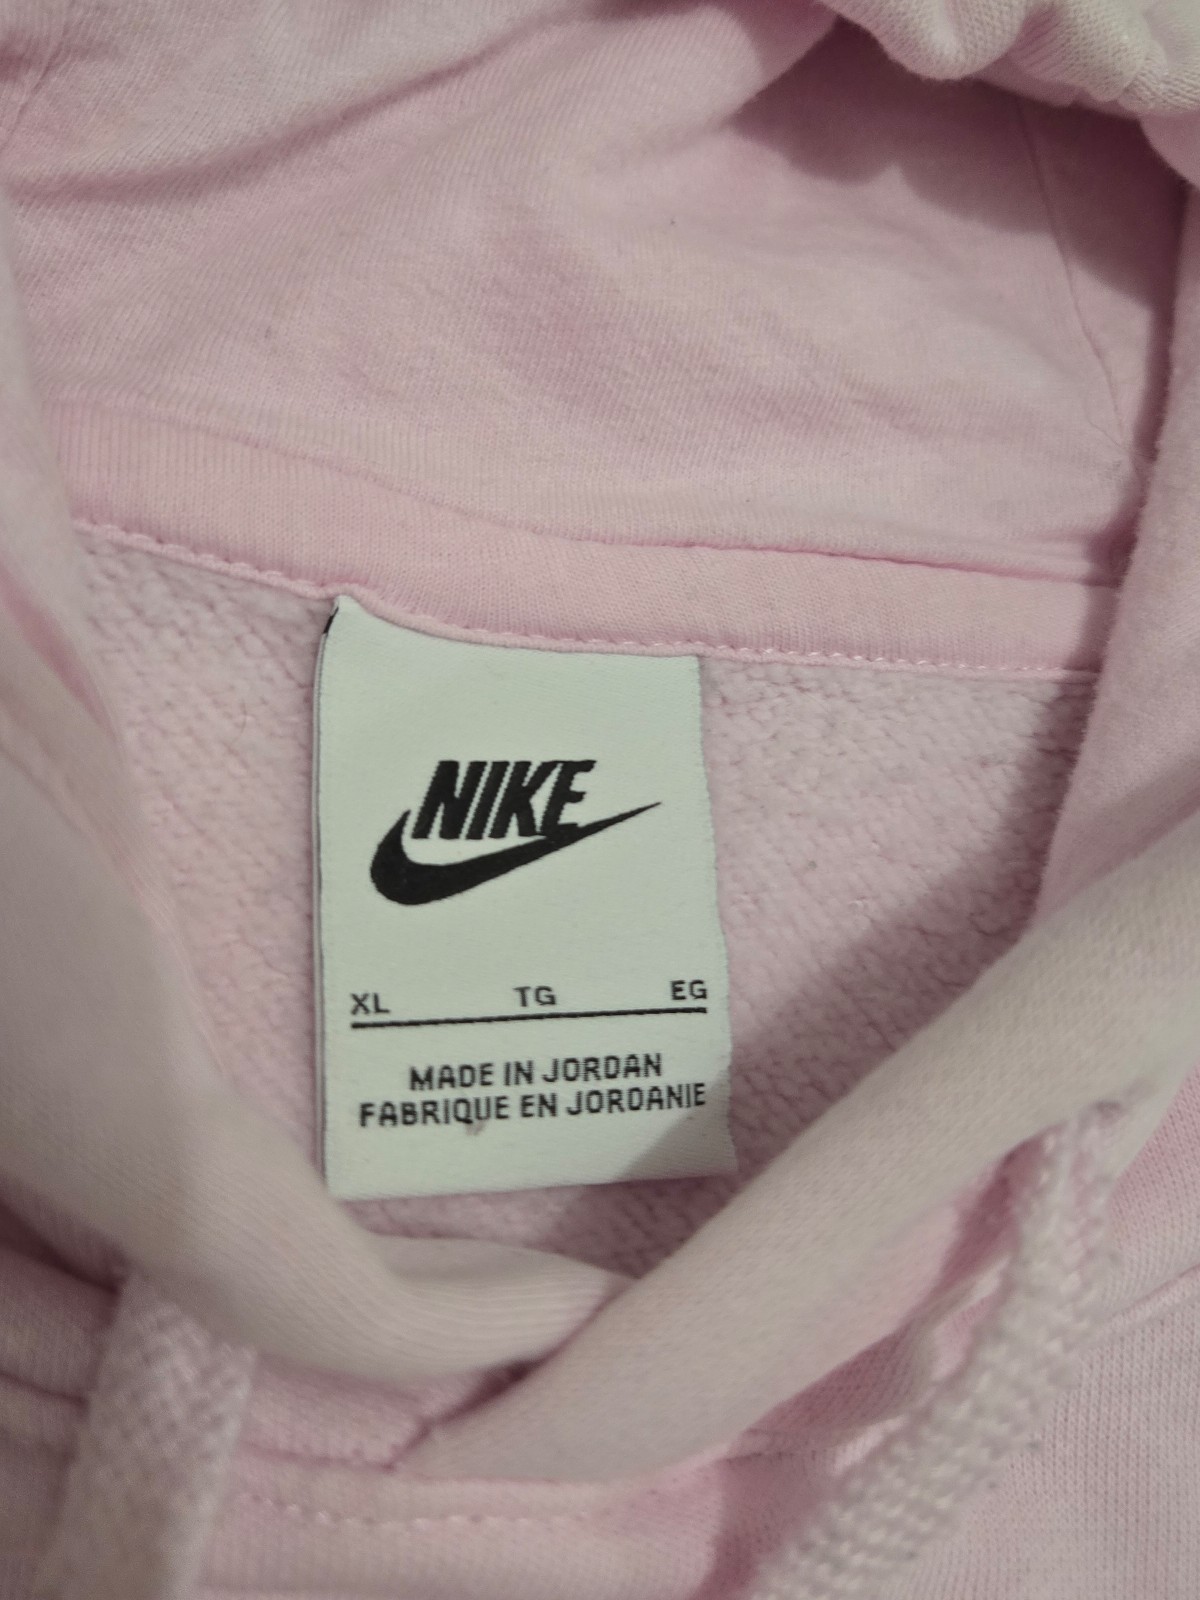 NIKE
XL TG EG
MADE IN JORDAN
FABRIQUE EN JORDANIE